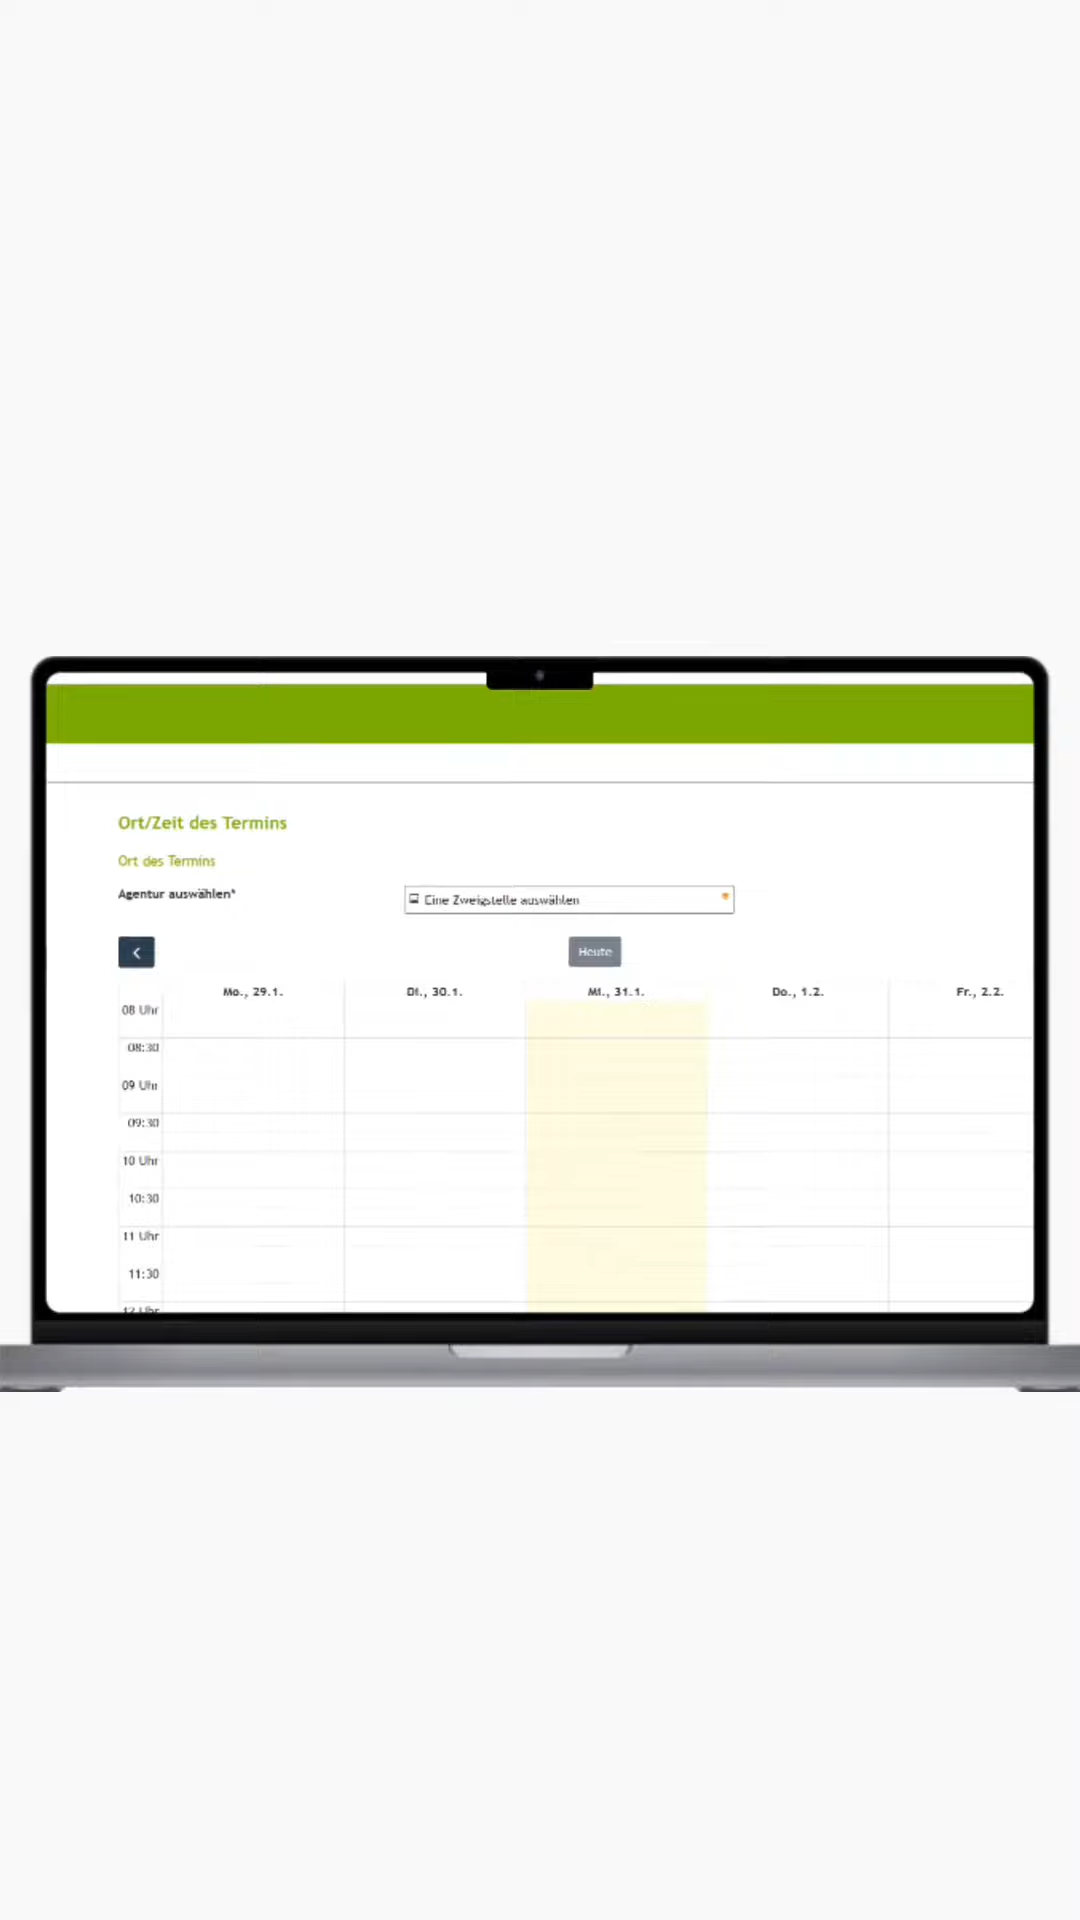 Ort/Zeit des Termins
Ort des Termins
Agentur auswählen*
Eine Zweigstelle auswählen
Heute
Mo., 29.1. Di., 30.1. Mi., 31.1. Do., 1.2. Fr., 2.2.
08 Uhr
08:30
09 Uhr
09:30
10 Uhr
10:30
11 Uhr
11:30
12 Uhr